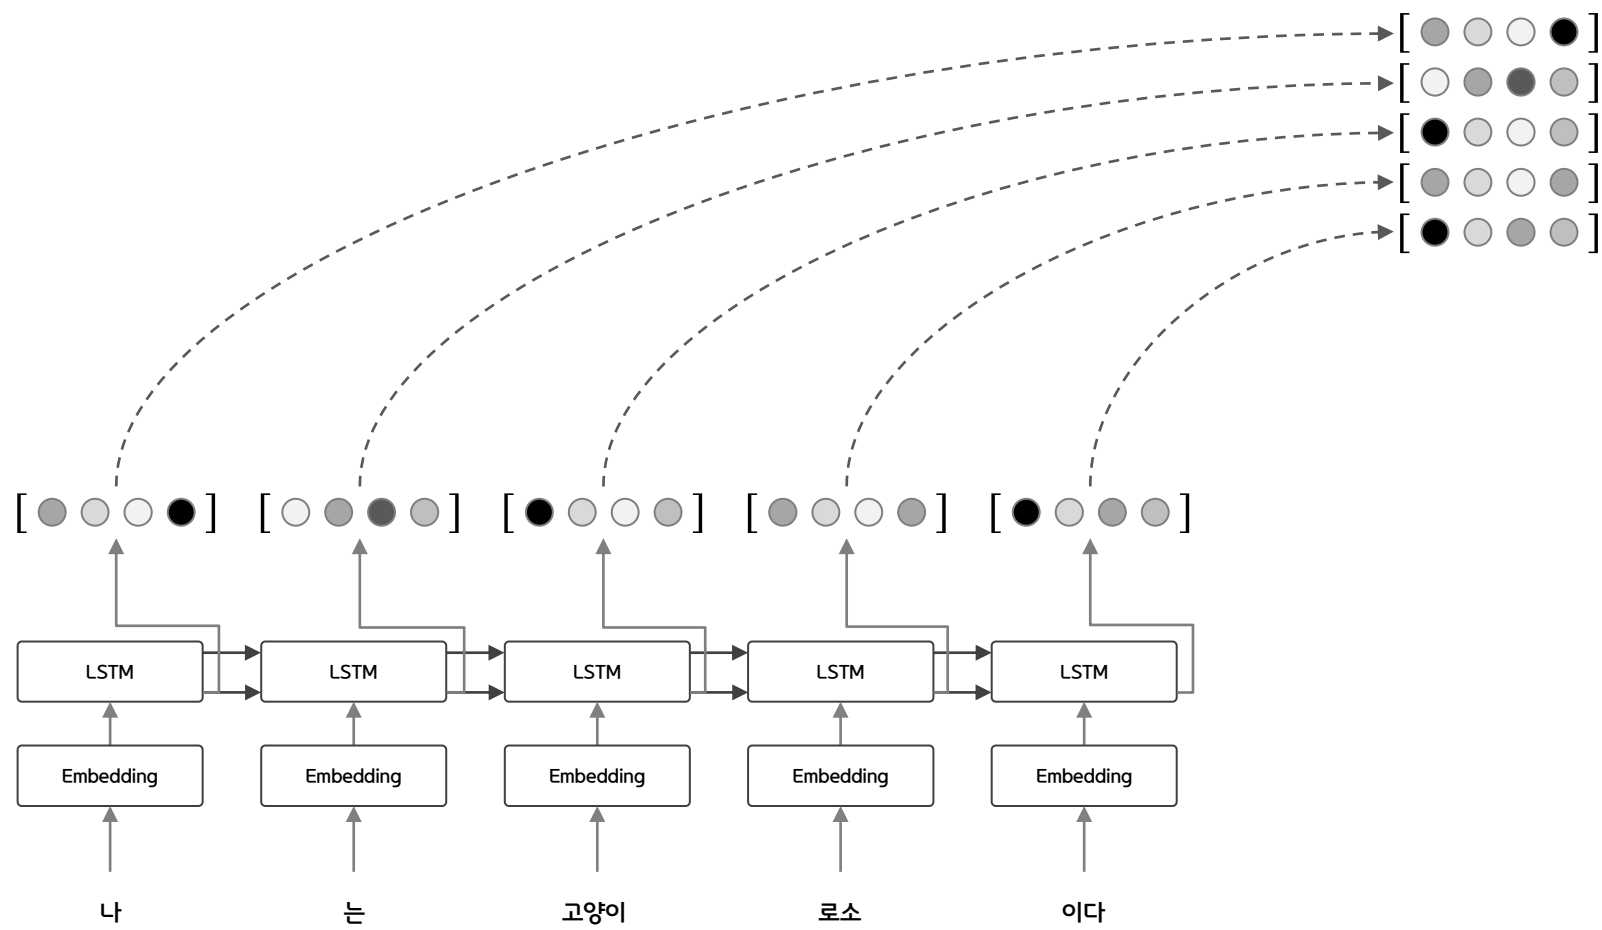 LSTM LSTM LSTM LSTM LSTM
Embedding Embedding Embedding Embedding Embedding
나 는 고양이 로소 이다